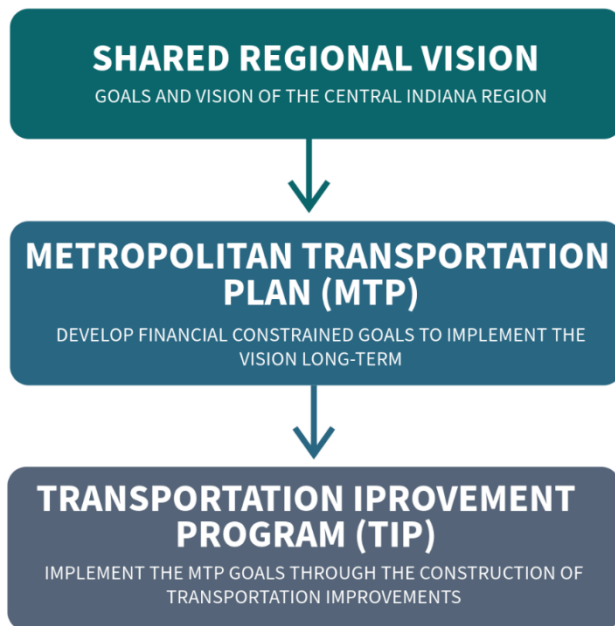 SHARED REGIONAL VISION
GOALS AND VISION OF THE CENTRAL INDIANA REGION
METROPOLITAN TRANSPORTATION
PLAN (MTP)
DEVELOP FINANCIAL CONSTRAINED GOALS TO IMPLEMENT THE
VISION LONG-TERM
TRANSPORTATION IPROVEMENT
PROGRAM (TIP)
IMPLEMENT THE MTP GOALS THROUGH THE CONSTRUCTION OF
TRANSPORTATION IMPROVEMENTS